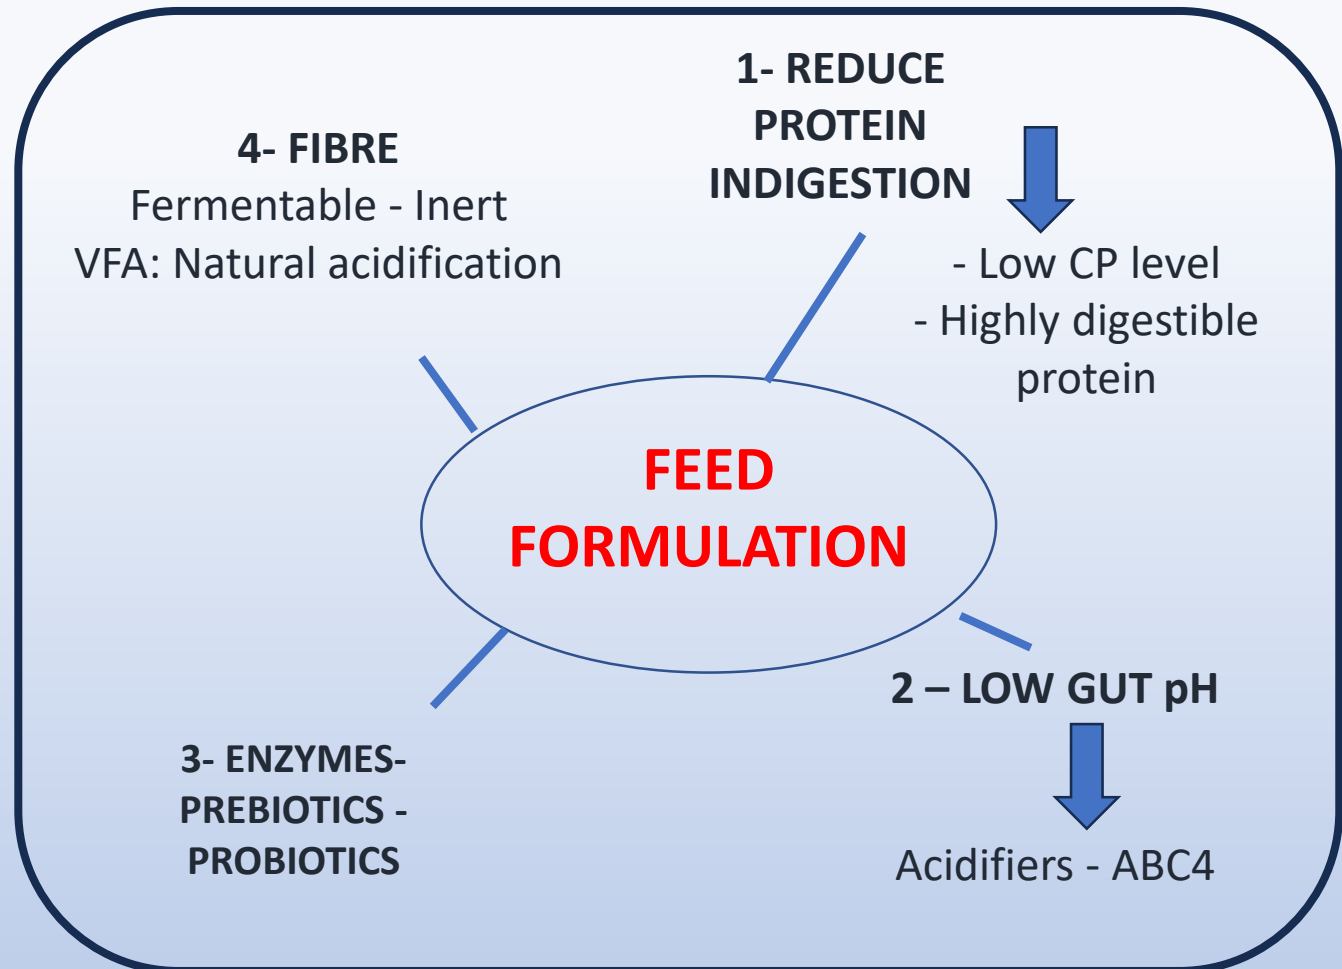 1- REDUCE
PROTEIN
INDIGESTION
- Low CP level
- Highly digestible
protein
4- FIBRE
Fermentable - Inert
VFA: Natural acidification
FEED
FORMULATION
2 – LOW GUT pH
Acidifiers - ABC4
3- ENZYMES-
PREBIOTICS -
PROBIOTICS